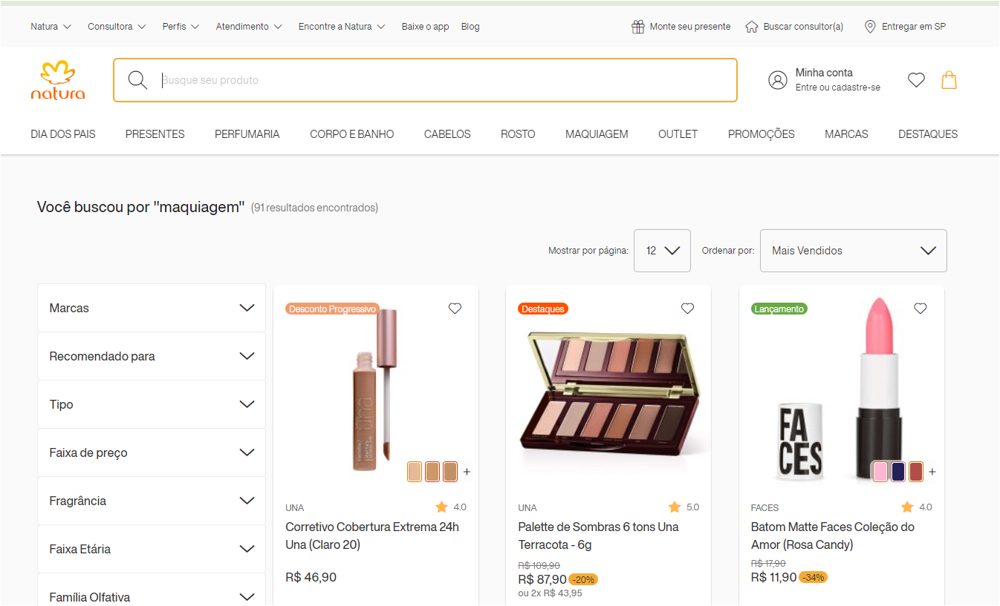 Natura Consultora Perfis Atendimento Encontre a Natura Baixe o app Blog Monte seu presente Buscar consultor(a) Entregar em SP
natura
Busque seu produto
Minha conta
Entre ou cadastre-se
DIA DOS PAIS PRESENTES PERFUMARIA CORPO E BANHO CABELOS ROSTO MAQUIAGEM OUTLET PROMOÇÕES MARCAS DESTAQUES
Você buscou por "maquiagem" (91 resultados encontrados)
Mostrar por página: 12 Ordenar por: Mais Vendidos
Marcas
Recomendado para
Tipo
Faixa de preço
Fragrância
Faixa Etária
Família Olfativa
Desconto Progressivo
una
+
UNA 4.0
Corretivo Cobertura Extrema 24h
Una (Claro 20)
R$ 46,90
Destaques
UNA 5.0
Palette de Sombras 6 tons Una
Terracota - 6g
R$ 109,90
R$ 87,90 -20%
ou 2x R$ 43,95
Lançamento
FA
CES
+
FACES 4.0
Batom Matte Faces Coleção do
Amor (Rosa Candy)
R$ 17,90
R$ 11,90 -34%